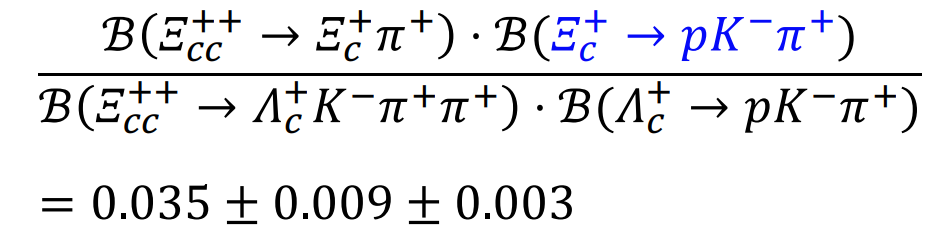 ℬ(Ξcc++ → Ξc+π+) · ℬ(Ξc+ → pK−π+)
ℬ(Ξcc++ → Λc+K−π+π+) · ℬ(Λc+ → pK−π+)
= 0.035 ± 0.009 ± 0.003